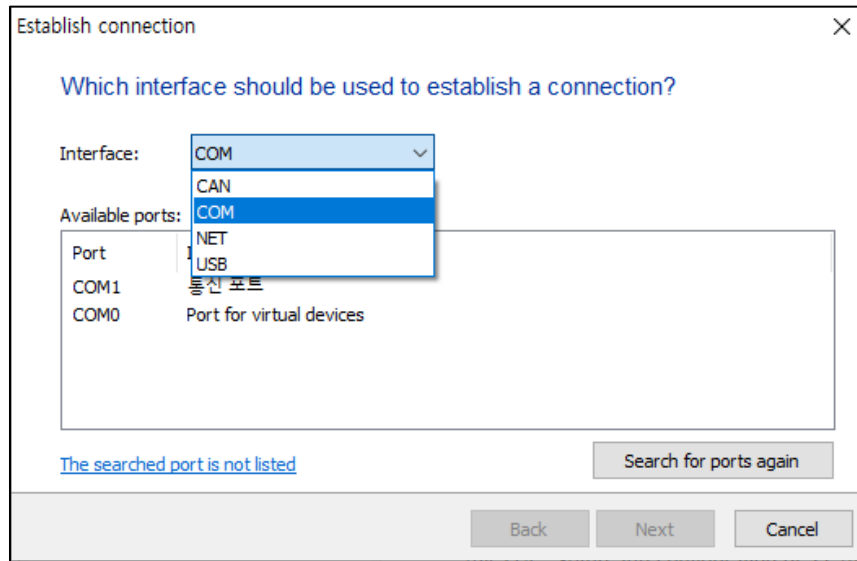 Establish connection
Which interface should be used to establish a connection?
Interface: COM
CAN
COM
NET
USB
Available ports:
Port
COM1 통신 포트
COM0 Port for virtual devices
The searched port is not listed
Search for ports again
Back Next Cancel